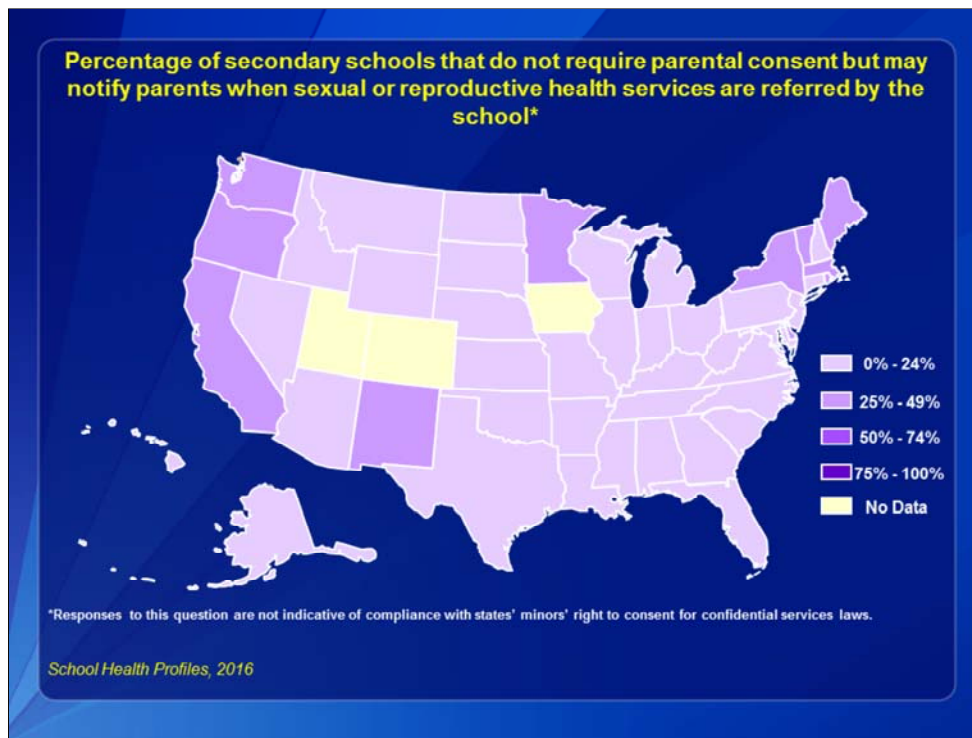 Percentage of secondary schools that do not require parental consent but may
notify parents when sexual or reproductive health services are referred by the
school*
0% - 24%
25% - 49%
50% - 74%
75% - 100%
No Data
*Responses to this question are not indicative of compliance with states’ minors’ right to consent for confidential services laws.
School Health Profiles, 2016